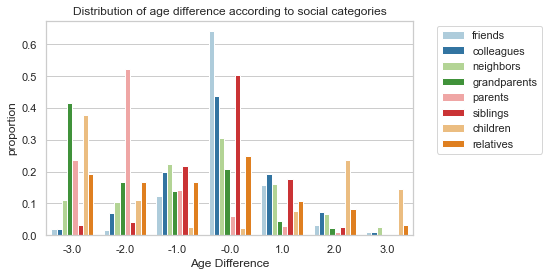 Distribution of age difference according to social categories
friends
colleagues
neighbors
grandparents
parents
siblings
children
relatives
proportion
0.6
0.5
0.4
0.3
0.2
0.1
0.0
-3.0 -2.0 -1.0 -0.0 1.0 2.0 3.0
Age Difference